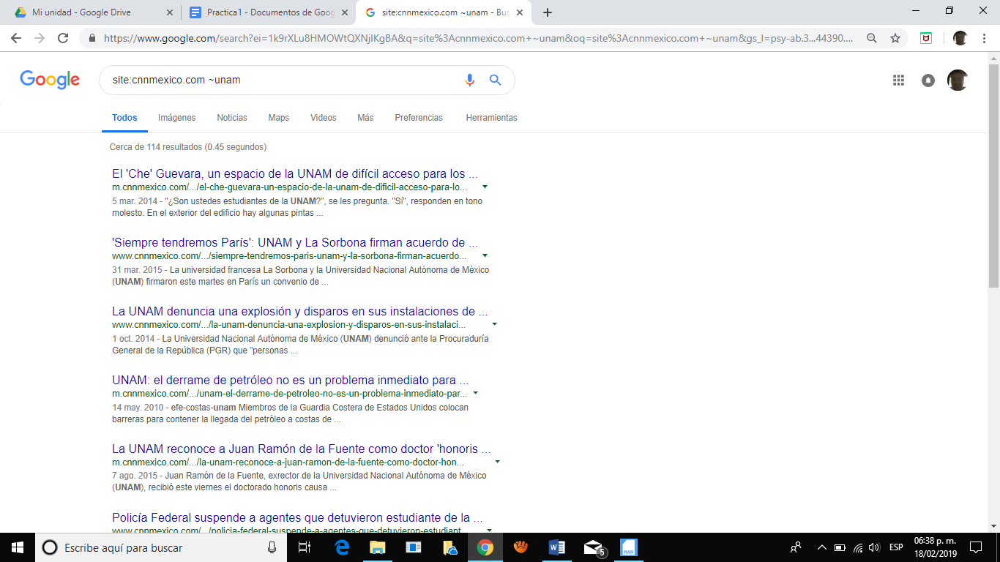 Mi unidad - Google Drive
Practica1 - Documentos de Goog
site:cnnmexico.com ~unam - Bus
https://www.google.com/search?ei=1k9rXLu8HMOWtQXNjIKgBA&q=site%3Acnnmexico.com+~unam&oq=site%3Acnnmexico.com+~unam&gs_l=psy-ab.3...44390....
Google
site:cnnmexico.com ~unam
Todos Imágenes Noticias Maps Videos Más Preferencias Herramientas
Cerca de 114 resultados (0.45 segundos)
El 'Che' Guevara, un espacio de la UNAM de difícil acceso para los ...
m.cnnmexico.com/.../el-che-guevara-un-espacio-de-la-unam-de-dificil-acceso-para-lo...
5 mar. 2014 - "¿Son ustedes estudiantes de la UNAM?", se les pregunta. "Sí", responden en tono
molesto. En el exterior del edificio hay algunas pintas ...
'Siempre tendremos París': UNAM y La Sorbona firman acuerdo de ...
www.cnnmexico.com/.../siempre-tendremos-paris-unam-y-la-sorbona-firman-acuerdo...
31 mar. 2015 - La universidad francesa La Sorbona y la Universidad Nacional Autónoma de México
(UNAM) firmaron este martes en París un convenio de ...
La UNAM denuncia una explosión y disparos en sus instalaciones de ...
www.cnnmexico.com/.../la-unam-denuncia-una-explosion-y-disparos-en-sus-instalaci...
1 oct. 2014 - La Universidad Nacional Autónoma de México (UNAM) denunció ante la Procuraduría
General de la República (PGR) que "personas ...
UNAM: el derrame de petróleo no es un problema inmediato para ...
m.cnnmexico.com/.../unam-el-derrame-de-petroleo-no-es-un-problema-inmediato-par...
14 may. 2010 - efe-costas-unam Miembros de la Guardia Costera de Estados Unidos colocan
barreras para contener la llegada del petróleo a costas de ...
La UNAM reconoce a Juan Ramón de la Fuente como doctor 'honoris ...
m.cnnmexico.com/.../la-unam-reconoce-a-juan-ramon-de-la-fuente-como-doctor-hon...
7 ago. 2015 - Juan Ramón de la Fuente, exrector de la Universidad Nacional Autónoma de México
(UNAM), recibió este viernes el doctorado honoris causa ...
Policía Federal suspende a agentes que detuvieron estudiante de la ...
www.cnnmexico.com/.../policia-federal-suspende-a-agentes-que-detuvieron-estudiant...
Escribe aquí para buscar
5
RAR
ESP
06:38 p. m.
18/02/2019